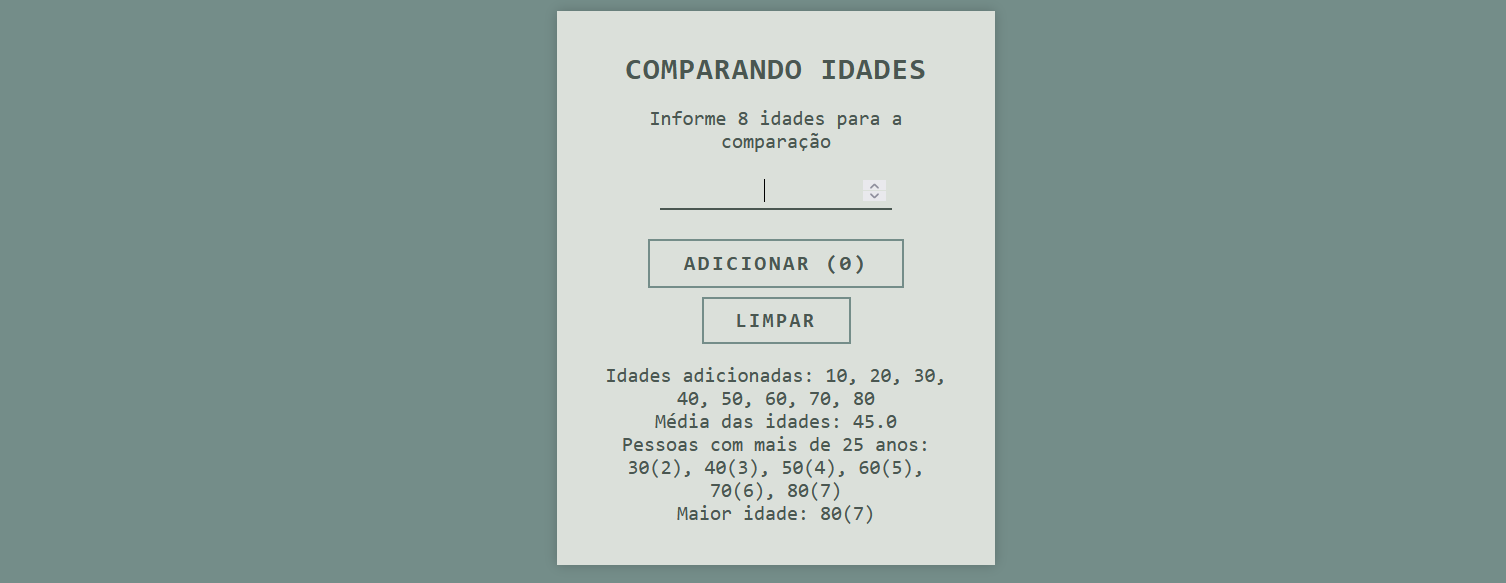 COMPARANDO IDADES
Informe 8 idades para a
comparação
ADICIONAR (0)
LIMPAR
Idades adicionadas: 10, 20, 30,
40, 50, 60, 70, 80
Média das idades: 45.0
Pessoas com mais de 25 anos:
30(2), 40(3), 50(4), 60(5),
70(6), 80(7)
Maior idade: 80(7)